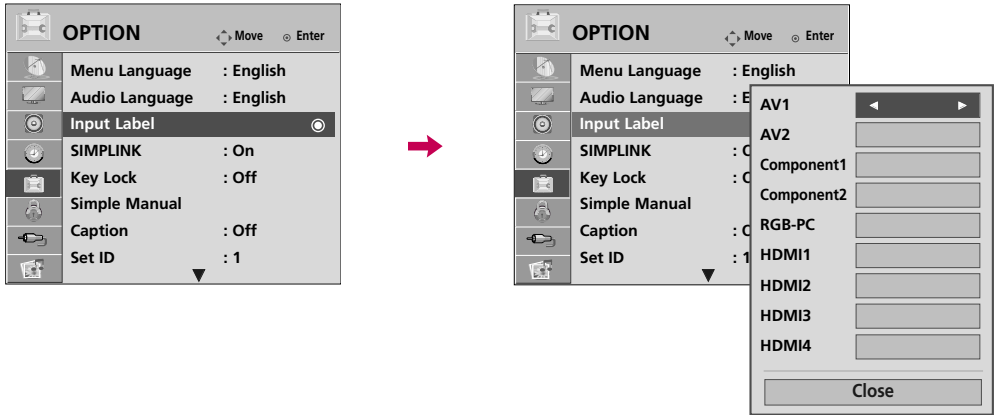 OPTION Move Enter
Menu Language : English
Audio Language : English
Input Label
SIMPLINK : On
Key Lock : Off
Simple Manual
Caption : Off
Set ID : 1
OPTION Move Enter
Menu Language : English
Audio Language : E
Input Label
SIMPLINK : O
Key Lock : O
Simple Manual
Caption : O
Set ID : 1
AV1
AV2
Component1
Component2
RGB-PC
HDMI1
HDMI2
HDMI3
HDMI4
Close